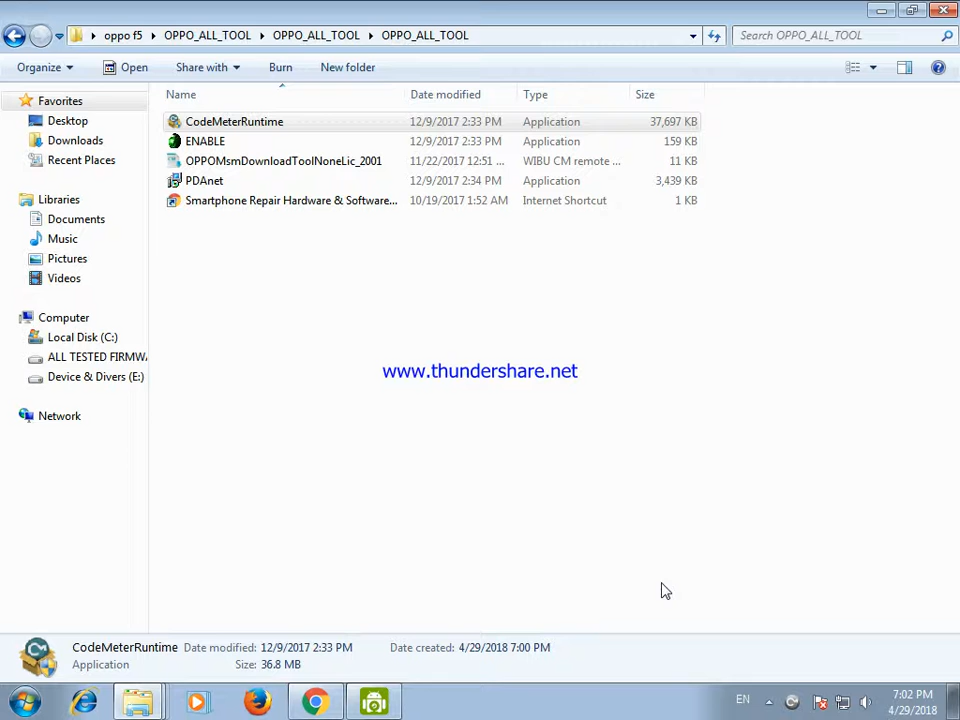 oppo f5 OPPO_ALL_TOOL OPPO_ALL_TOOL OPPO_ALL_TOOL Search OPPO_ALL_TOOL
Organize Open Share with Burn New folder
Favorites
Desktop
Downloads
Recent Places
Libraries
Documents
Music
Pictures
Videos
Computer
Local Disk (C:)
ALL TESTED FIRMW
Device & Divers (E:)
Network
Name Date modified Type Size
CodeMeterRuntime 12/9/2017 2:33 PM Application 37,697 KB
ENABLE 12/9/2017 2:33 PM Application 159 KB
OPPOMsmDownloadToolNoneLic_2001 11/22/2017 12:51 ... WIBU CM remote ... 11 KB
PDAnet 12/9/2017 2:34 PM Application 3,439 KB
Smartphone Repair Hardware & Software... 10/19/2017 1:52 AM Internet Shortcut 1 KB
www.thundershare.net
CodeMeterRuntime Date modified: 12/9/2017 2:33 PM Date created: 4/29/2018 7:00 PM
Application Size: 36.8 MB
EN 7:02 PM
4/29/2018